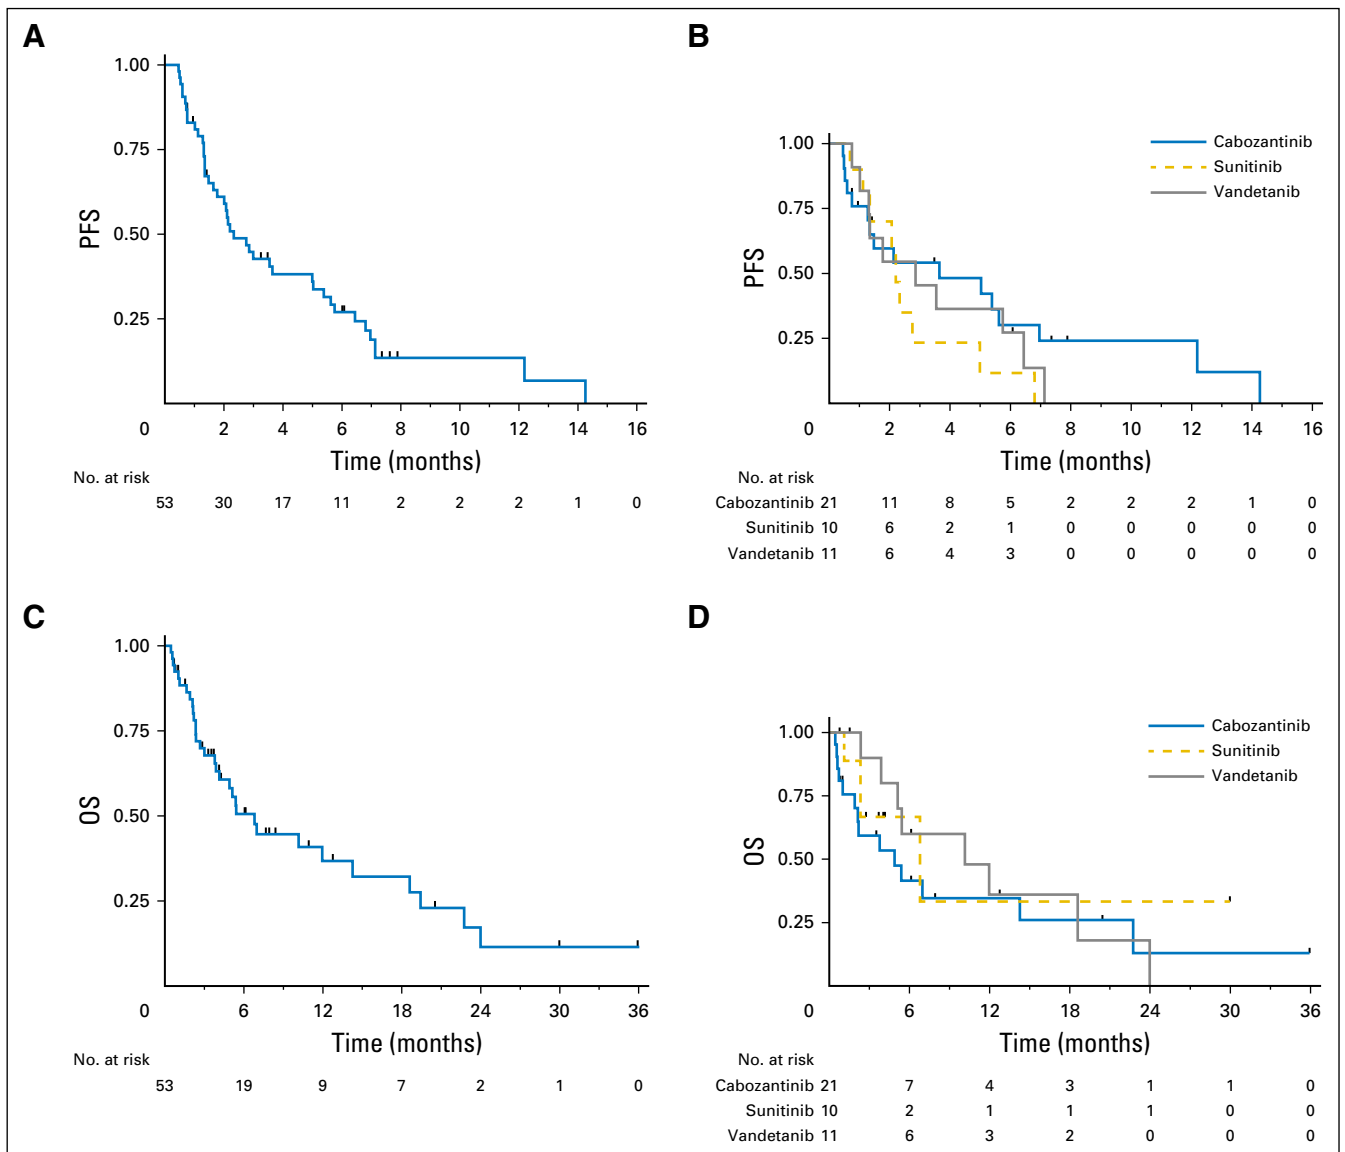 A
1.00
0.75
0.50
0.25
PFS
0 2 4 6 8 10 12 14 16
Time (months)
No. at risk
53 30 17 11 2 2 2 1 0
B
Cabozantinib
Sunitinib
Vandetanib
1.00
0.75
0.50
0.25
PFS
0 2 4 6 8 10 12 14 16
Time (months)
No. at risk
Cabozantinib 21 11 8 5 2 2 2 1 0
Sunitinib 10 6 2 1 0 0 0 0 0
Vandetanib 11 6 4 3 0 0 0 0 0
C
1.00
0.75
0.50
0.25
OS
0 6 12 18 24 30 36
Time (months)
No. at risk
53 19 9 7 2 1 0
D
Cabozantinib
Sunitinib
Vandetanib
1.00
0.75
0.50
0.25
OS
0 6 12 18 24 30 36
Time (months)
No. at risk
Cabozantinib 21 7 4 3 1 1 0
Sunitinib 10 2 1 1 1 0 0
Vandetanib 11 6 3 2 0 0 0